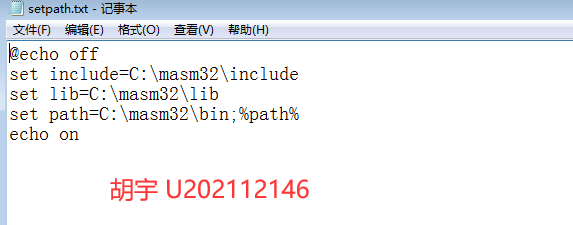 setpath.txt - 记事本
文件(F) 编辑(E) 格式(O) 查看(V) 帮助(H)
@echo off
set include=C:\masm32\include
set lib=C:\masm32\lib
set path=C:\masm32\bin;%path%
echo on
胡宇 U202112146